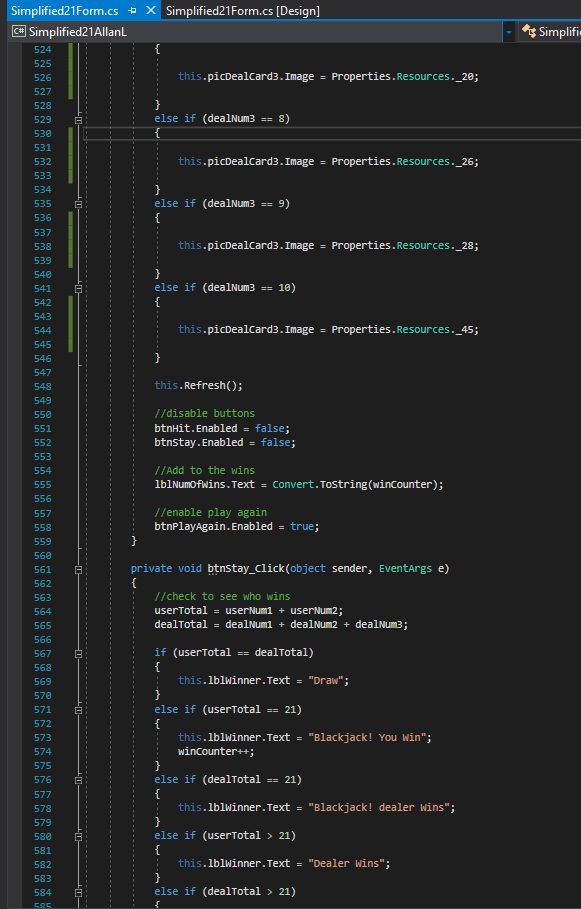 Simplified21Form.cs Simplified21Form.cs [Design]
C# Simplified21AllanL Simplifie
524 {
525
526 this.picDealCard3.Image = Properties.Resources._20;
527
528 }
529 else if (dealNum3 == 8)
530 {
531
532 this.picDealCard3.Image = Properties.Resources._26;
533
534 }
535 else if (dealNum3 == 9)
536 {
537
538 this.picDealCard3.Image = Properties.Resources._28;
539
540 }
541 else if (dealNum3 == 10)
542 {
543
544 this.picDealCard3.Image = Properties.Resources._45;
545
546 }
547
548 this.Refresh();
549
550 //disable buttons
551 btnHit.Enabled = false;
552 btnStay.Enabled = false;
553
554 //Add to the wins
555 lblNumOfWins.Text = Convert.ToString(winCounter);
556
557 //enable play again
558 btnPlayAgain.Enabled = true;
559 }
560
561 private void btnStay_Click(object sender, EventArgs e)
562 {
563 //check to see who wins
564 userTotal = userNum1 + userNum2;
565 dealTotal = dealNum1 + dealNum2 + dealNum3;
566
567 if (userTotal == dealTotal)
568 {
569 this.lblWinner.Text = "Draw";
570 }
571 else if (userTotal == 21)
572 {
573 this.lblWinner.Text = "Blackjack! You Win";
574 winCounter++;
575 }
576 else if (dealTotal == 21)
577 {
578 this.lblWinner.Text = "Blackjack! dealer Wins";
579 }
580 else if (userTotal > 21)
581 {
582 this.lblWinner.Text = "Dealer Wins";
583 }
584 else if (dealTotal > 21)
585 {